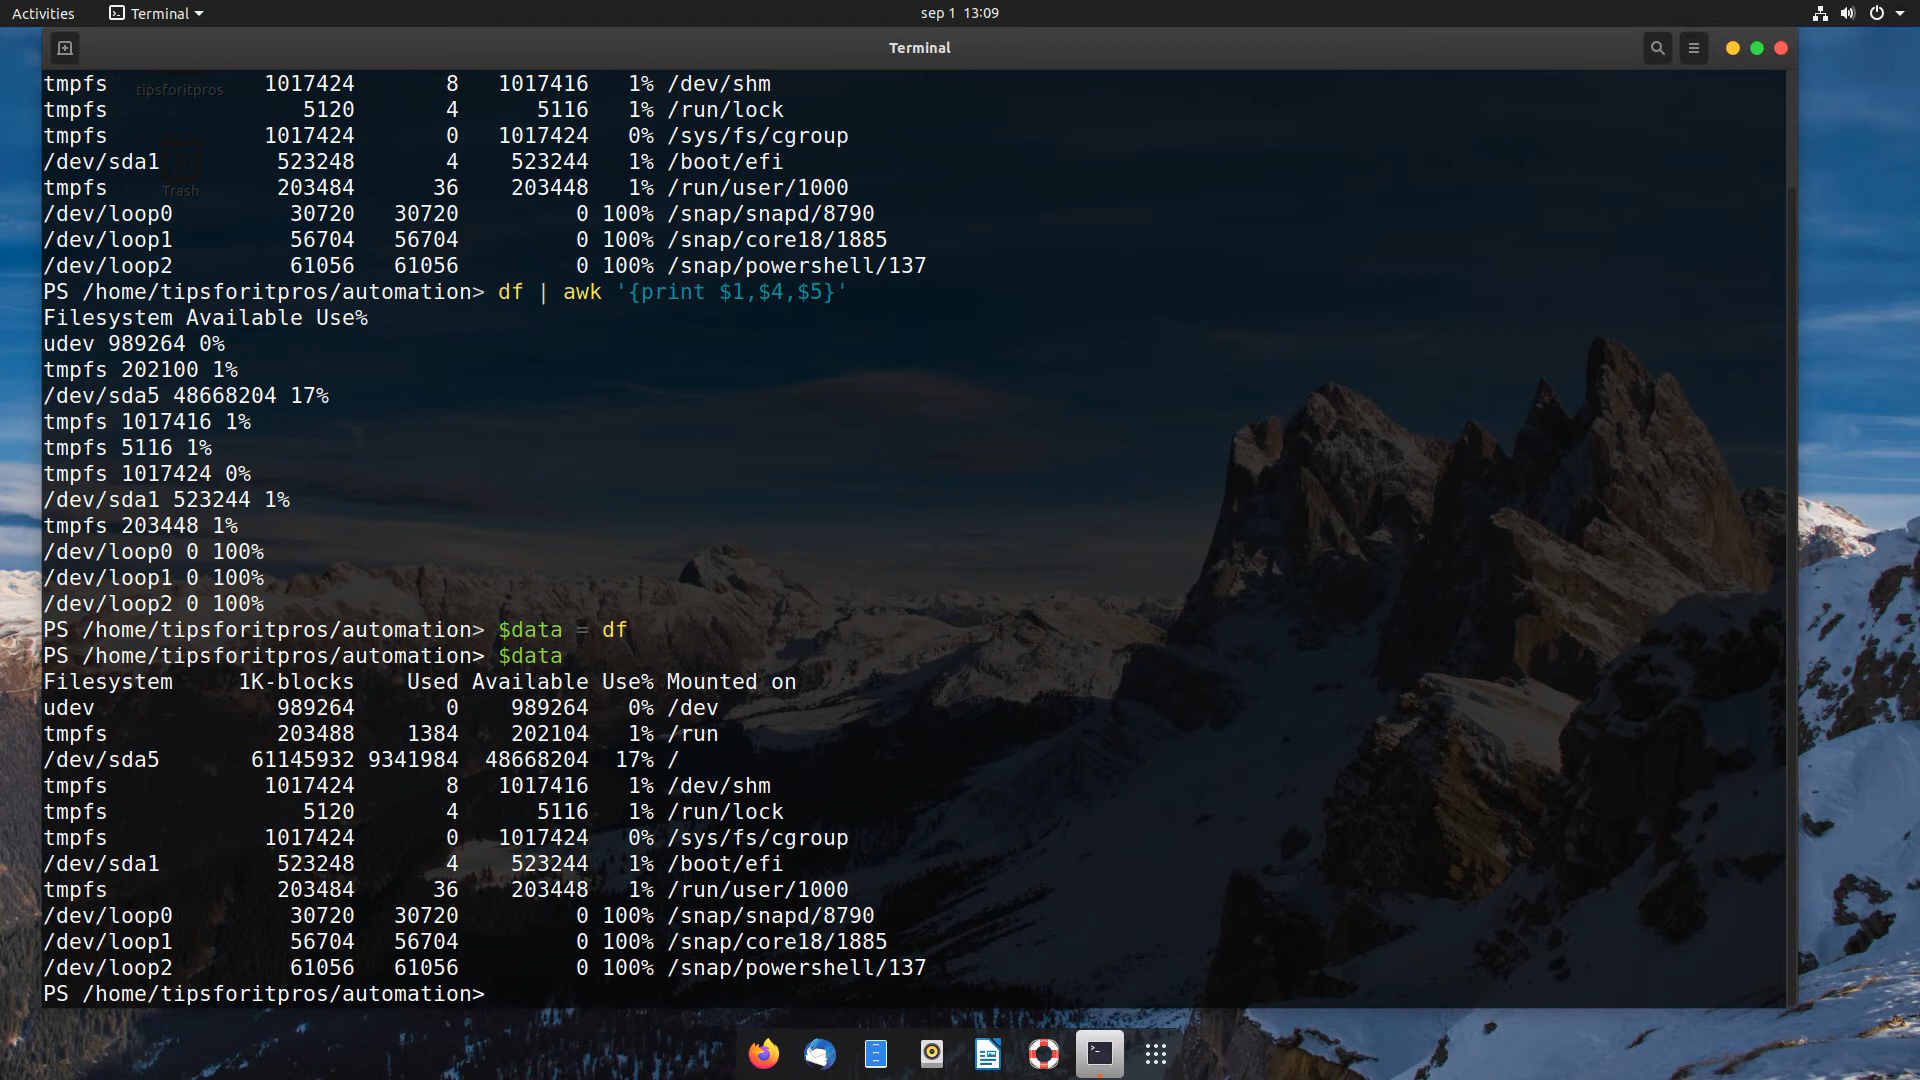 Activities
Terminal
sep 1 13:09
Terminal
tipsforitpros
Trash
tmpfs 1017424 8 1017416 1% /dev/shm
tmpfs 5120 4 5116 1% /run/lock
tmpfs 1017424 0 1017424 0% /sys/fs/cgroup
/dev/sda1 523248 4 523244 1% /boot/efi
tmpfs 203484 36 203448 1% /run/user/1000
/dev/loop0 30720 30720 0 100% /snap/snapd/8790
/dev/loop1 56704 56704 0 100% /snap/core18/1885
/dev/loop2 61056 61056 0 100% /snap/powershell/137
PS /home/tipsforitpros/automation> df | awk '{print $1,$4,$5}'
Filesystem Available Use%
udev 989264 0%
tmpfs 202100 1%
/dev/sda5 48668204 17%
tmpfs 1017416 1%
tmpfs 5116 1%
tmpfs 1017424 0%
/dev/sda1 523244 1%
tmpfs 203448 1%
/dev/loop0 0 100%
/dev/loop1 0 100%
/dev/loop2 0 100%
PS /home/tipsforitpros/automation> $data = df
PS /home/tipsforitpros/automation> $data
Filesystem 1K-blocks Used Available Use% Mounted on
udev 989264 0 989264 0% /dev
tmpfs 203488 1384 202104 1% /run
/dev/sda5 61145932 9341984 48668204 17% /
tmpfs 1017424 8 1017416 1% /dev/shm
tmpfs 5120 4 5116 1% /run/lock
tmpfs 1017424 0 1017424 0% /sys/fs/cgroup
/dev/sda1 523248 4 523244 1% /boot/efi
tmpfs 203484 36 203448 1% /run/user/1000
/dev/loop0 30720 30720 0 100% /snap/snapd/8790
/dev/loop1 56704 56704 0 100% /snap/core18/1885
/dev/loop2 61056 61056 0 100% /snap/powershell/137
PS /home/tipsforitpros/automation>